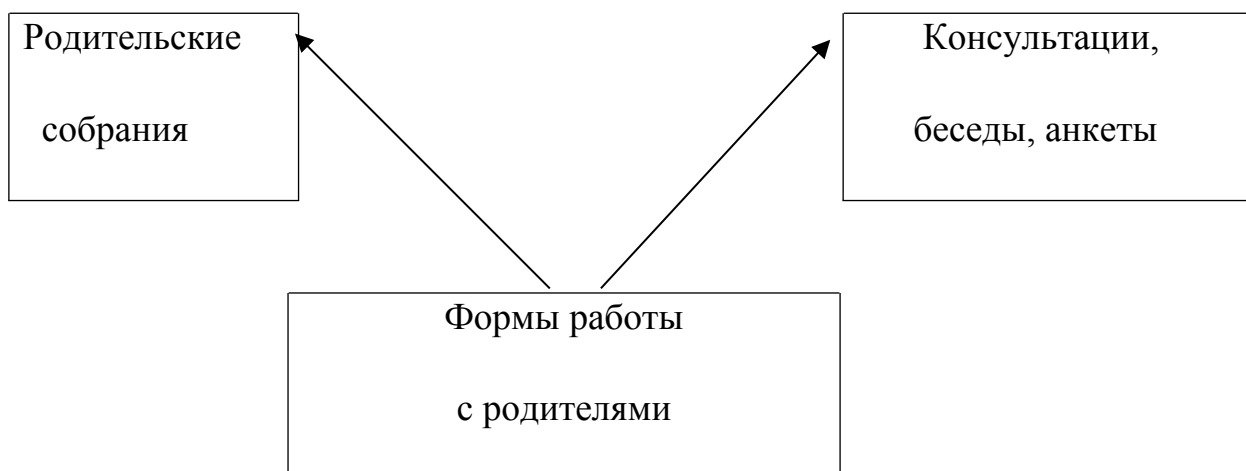 Родительские
собрания
Консультации,
беседы, анкеты
Формы работы
с родителями